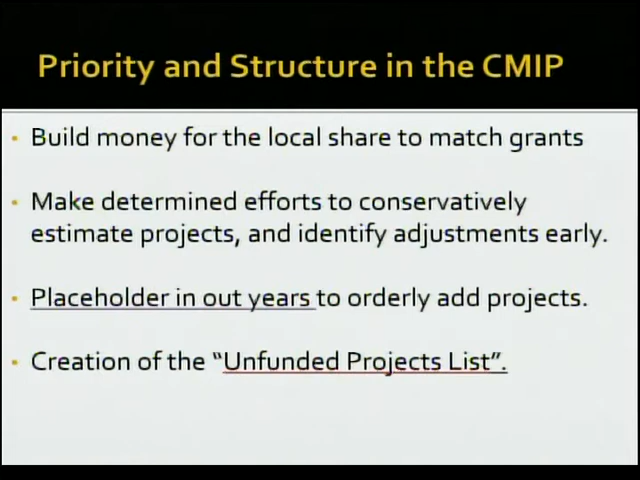 Priority and Structure in the CMIP
• Build money for the local share to match grants
• Make determined efforts to conservatively
estimate projects, and identify adjustments early.
• Placeholder in out years to orderly add projects.
• Creation of the “Unfunded Projects List”.